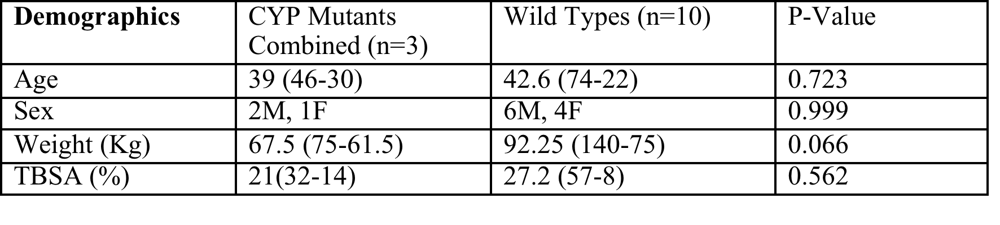 Demographics CYP Mutants Wild Types (n=10) P-Value
Combined (n=3)
Age 39 (46-30) 42.6 (74-22) 0.723
Sex 2M, 1F 6M, 4F 0.999
Weight (Kg) 67.5 (75-61.5) 92.25 (140-75) 0.066
TBSA (%) 21(32-14) 27.2 (57-8) 0.562